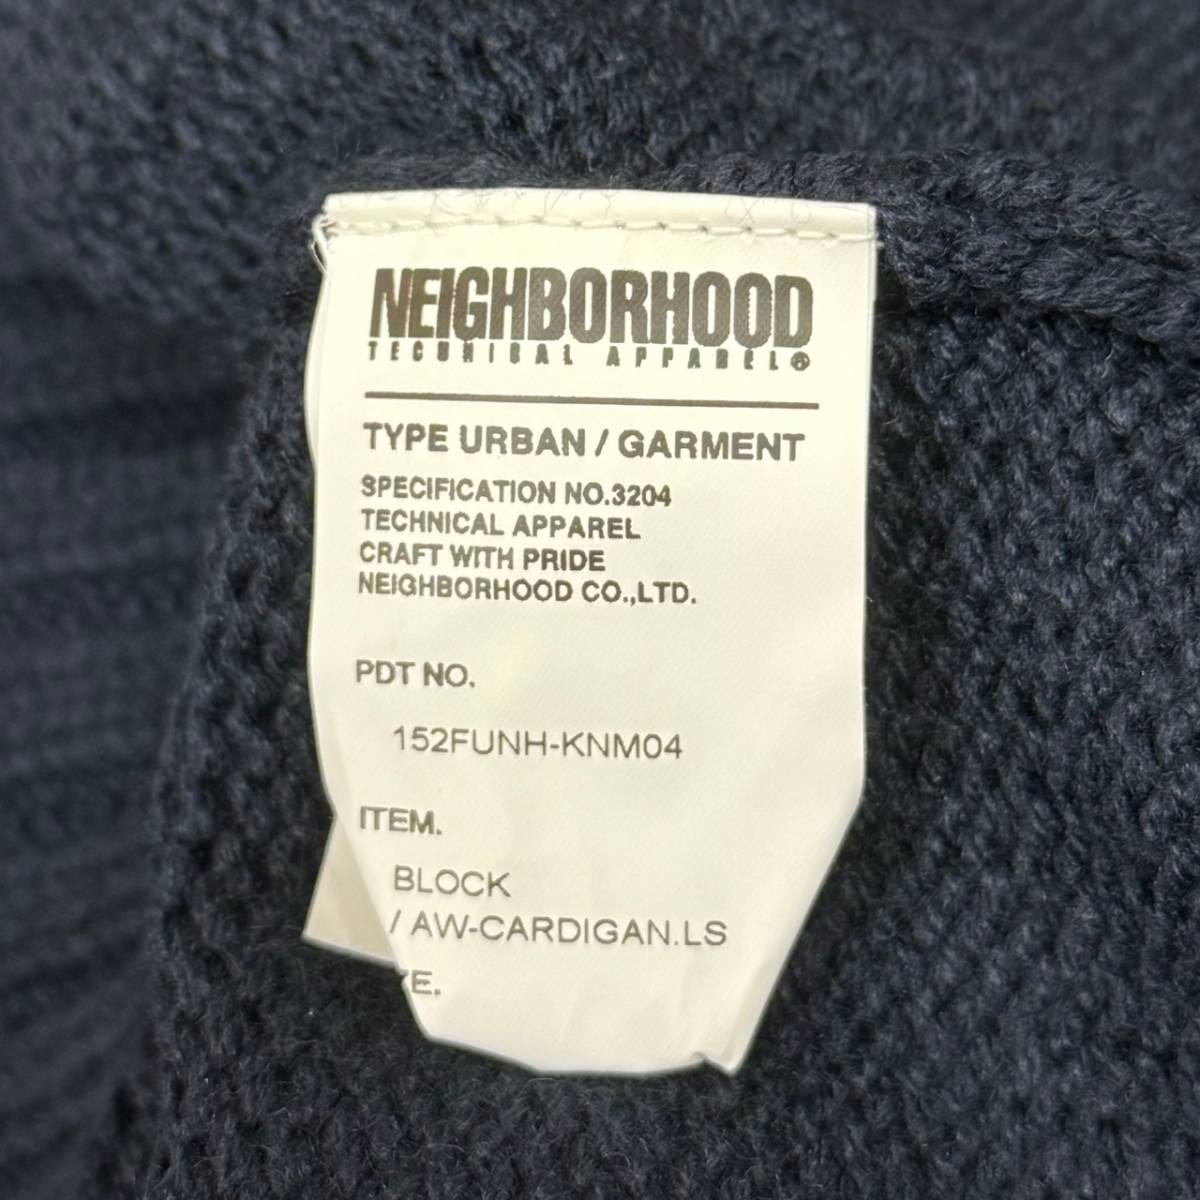 NEIGHBORHOOD
TECHNICAL APPAREL®
TYPE URBAN / GARMENT
SPECIFICATION NO.3204
TECHNICAL APPAREL
CRAFT WITH PRIDE
NEIGHBORHOOD CO.,LTD.
PDT NO.
152FUNH-KNM04
ITEM.
BLOCK
/ AW-CARDIGAN.LS